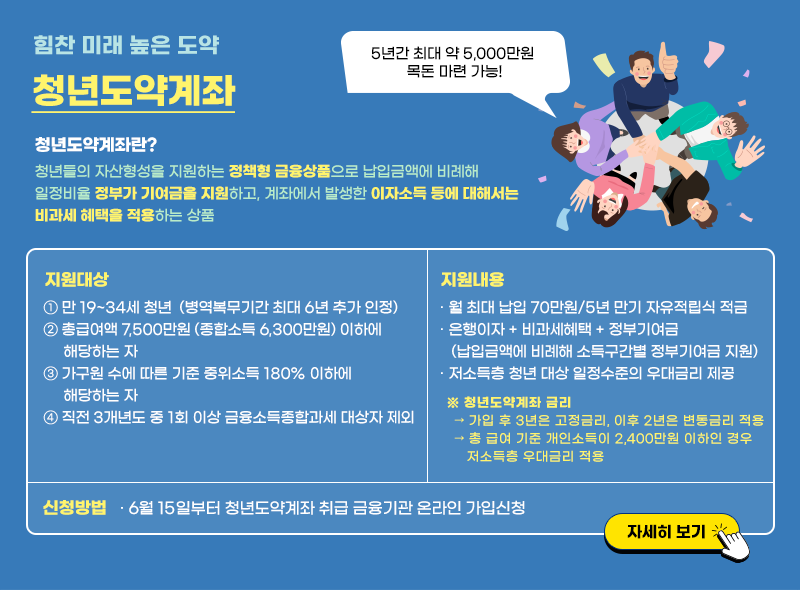 힘찬 미래 높은 도약
청년도약계좌
5년간 최대 약 5,000만원
목돈 마련 가능!
청년도약계좌란?
청년들의 자산형성을 지원하는 정책형 금융상품으로 납입금액에 비례해
일정비율 정부가 기여금을 지원하고, 계좌에서 발생한 이자소득 등에 대해서는
비과세 혜택을 적용하는 상품
지원대상
① 만 19~34세 청년 (병역복무기간 최대 6년 추가 인정)
② 총급여액 7,500만원 (종합소득 6,300만원) 이하에
해당하는 자
③ 가구원 수에 따른 기준 중위소득 180% 이하에
해당하는 자
④ 직전 3개년도 중 1회 이상 금융소득종합과세 대상자 제외
지원내용
· 월 최대 납입 70만원/5년 만기 자유적립식 적금
· 은행이자 + 비과세혜택 + 정부기여금
(납입금액에 비례해 소득구간별 정부기여금 지원)
· 저소득층 청년 대상 일정수준의 우대금리 제공
※ 청년도약계좌 금리
→ 가입 후 3년은 고정금리, 이후 2년은 변동금리 적용
→ 총 급여 기준 개인소득이 2,400만원 이하인 경우
저소득층 우대금리 적용
신청방법 · 6월 15일부터 청년도약계좌 취급 금융기관 온라인 가입신청
자세히 보기